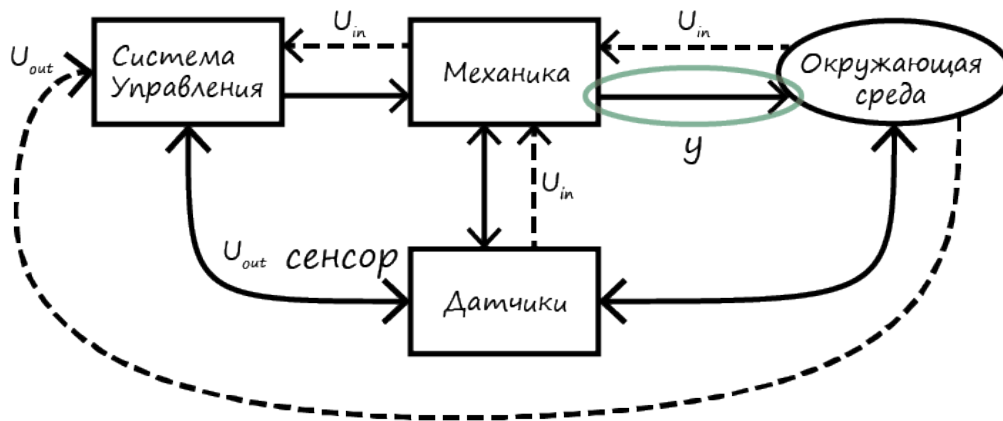 U_out
Система
Управления
U_in
Механика
U_in
Окружающая
среда
y
U_in
U_out сенсор
Датчики